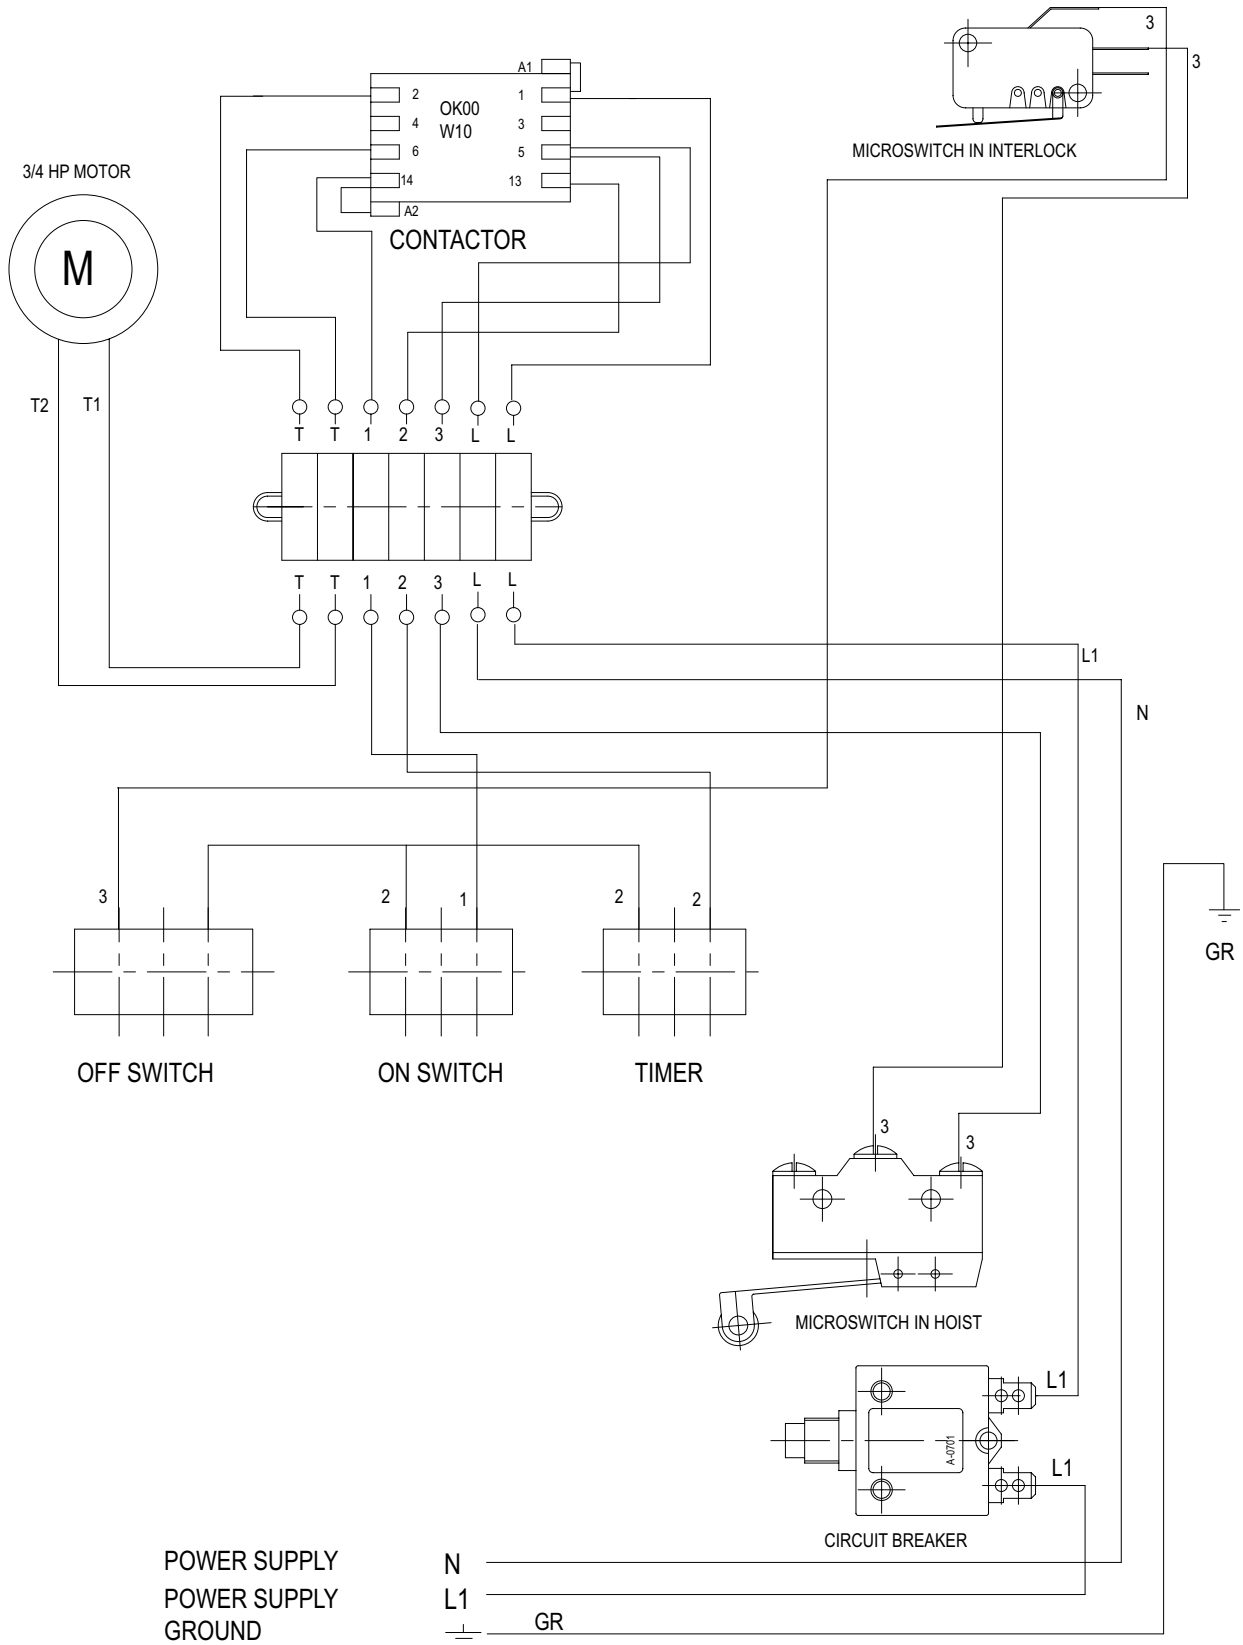 3
3
MICROSWITCH IN INTERLOCK
A1
2
1
OK00
4
3
W10
6
5
14
13
A2
CONTACTOR
3/4 HP MOTOR
M
T2
T1
T T 1 2 3 L L
T T 1 2 3 L L
L1
N
3
2
1
2
2
GR
OFF SWITCH
ON SWITCH
TIMER
3
3
MICROSWITCH IN HOIST
L1
A-0701
L1
CIRCUIT BREAKER
POWER SUPPLY N
POWER SUPPLY L1
GROUND
GR